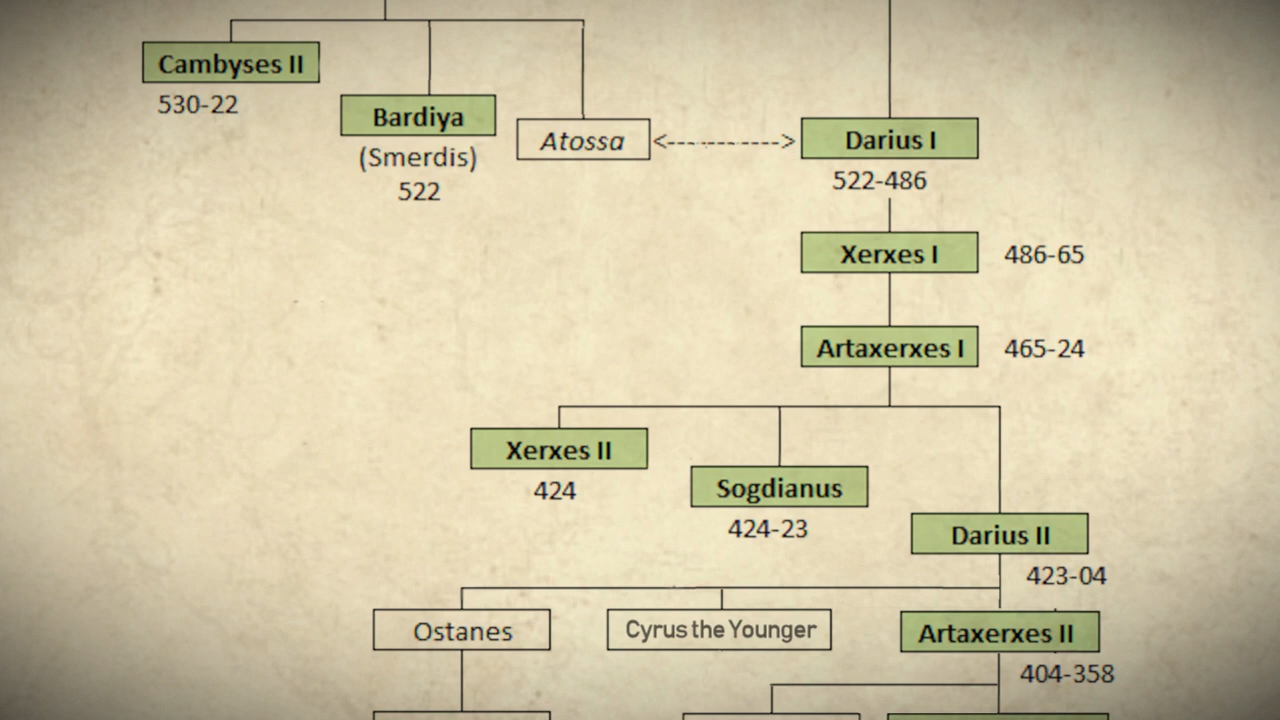 Cambyses II
530-22
Bardiya
(Smerdis)
522
Atossa
<---------->
Darius I
522-486
Xerxes I
486-65
Artaxerxes I
465-24
Xerxes II
424
Sogdianus
424-23
Darius II
423-04
Ostanes
Cyrus the Younger
Artaxerxes II
404-358